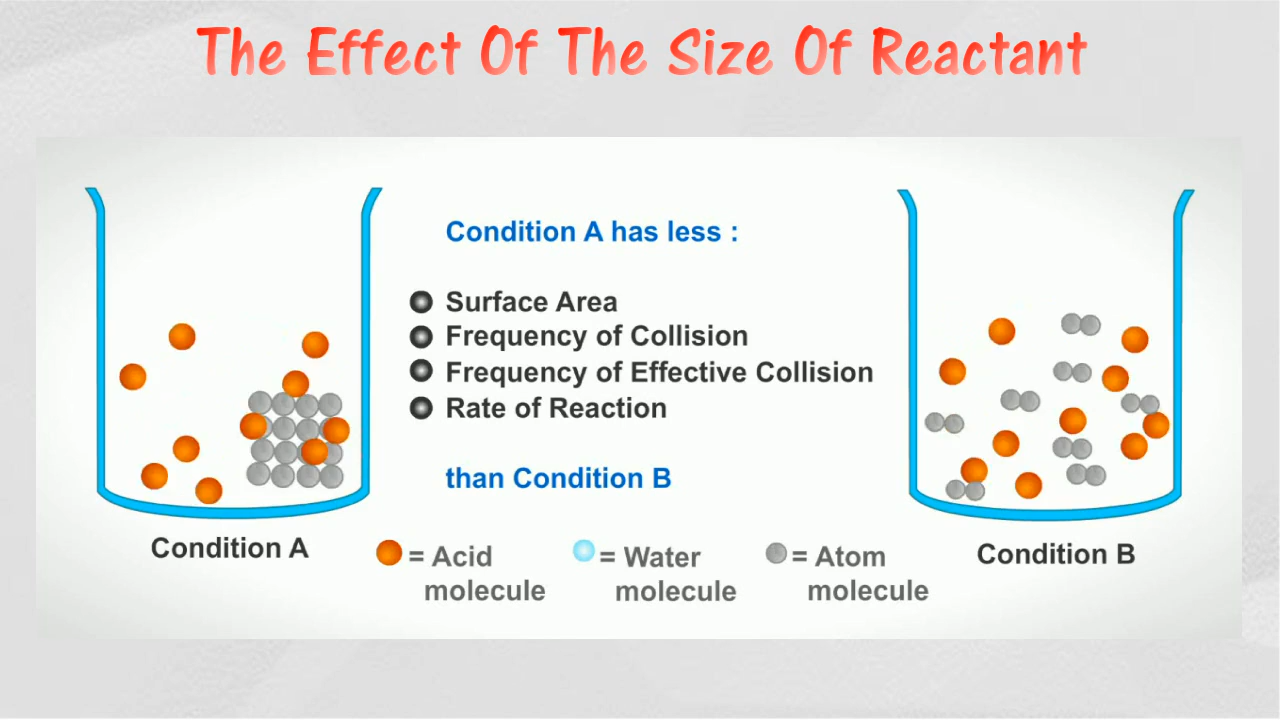 The Effect Of The Size Of Reactant
Condition A has less :
Surface Area
Frequency of Collision
Frequency of Effective Collision
Rate of Reaction
than Condition B
Condition A
= Acid molecule
= Water molecule
= Atom molecule
Condition B